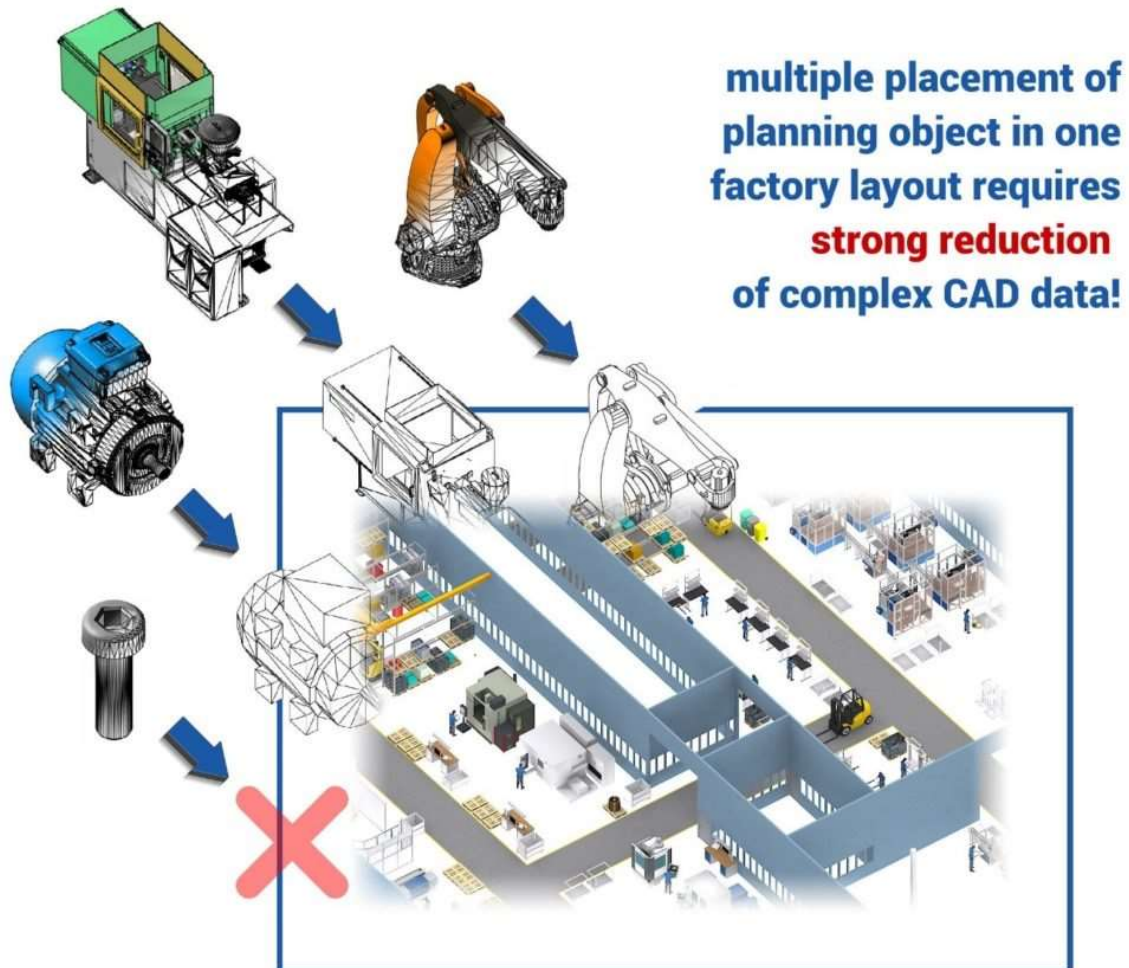 multiple placement of
planning object in one
factory layout requires
strong reduction
of complex CAD data!